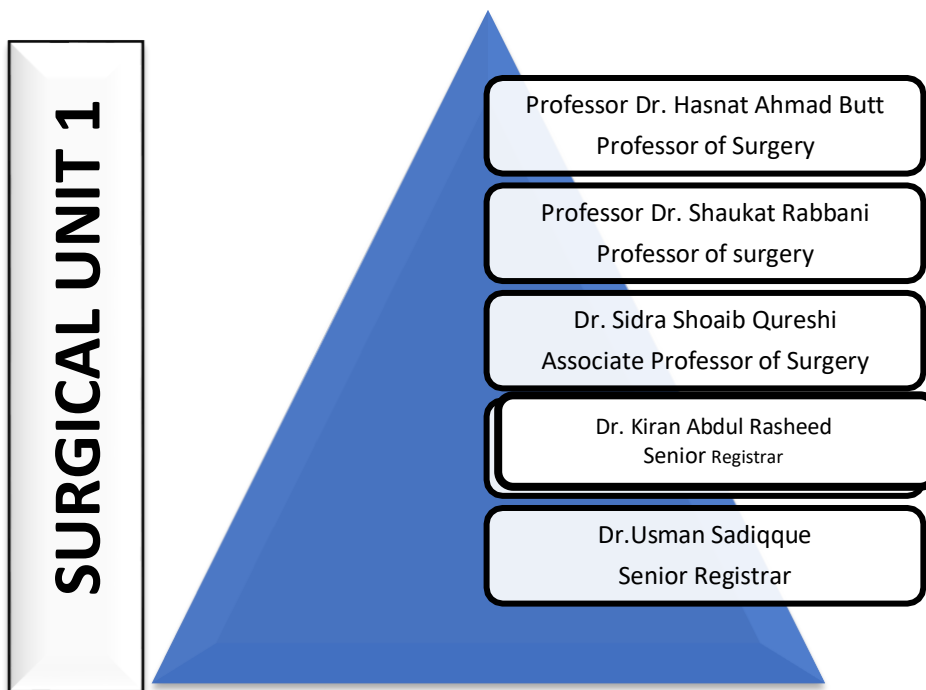 SURGICAL UNIT 1
Professor Dr. Hasnat Ahmad Butt
Professor of Surgery
Professor Dr. Shaukat Rabbani
Professor of surgery
Dr. Sidra Shoaib Qureshi
Associate Professor of Surgery
Dr. Kiran Abdul Rasheed
Senior Registrar
Dr.Usman Sadiqque
Senior Registrar